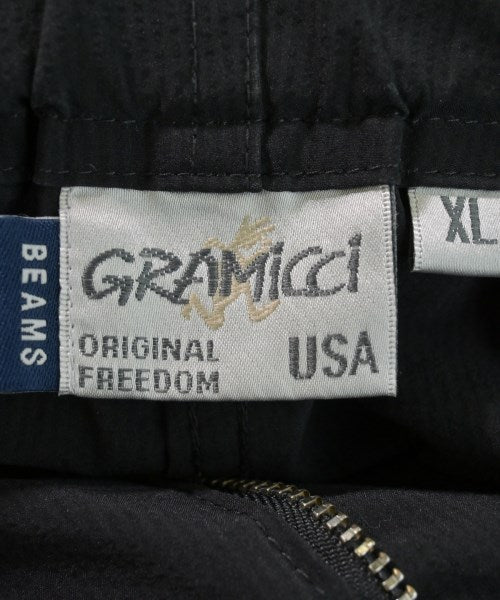 BEAMS
GRAMICCI
ORIGINAL
FREEDOM
USA
XL